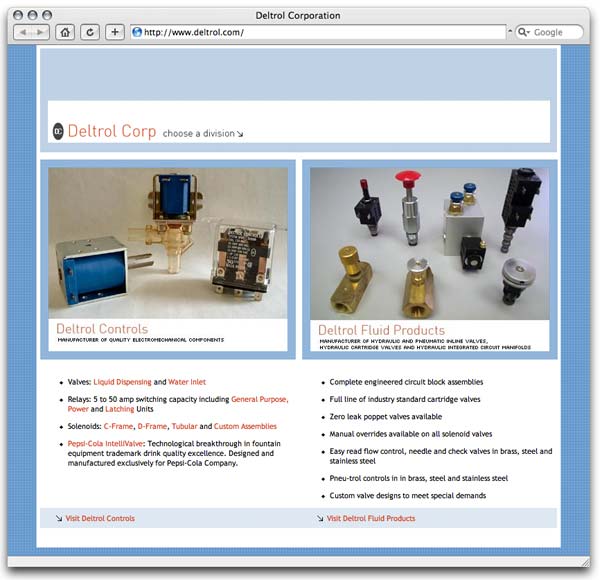 Deltrol Corporation
http://www.deltrol.com/
Google
DC Deltrol Corp choose a division
Deltrol Controls
MANUFACTURER OF QUALITY ELECTROMECHANICAL COMPONENTS
Deltrol Fluid Products
MANUFACTURER OF HYDRAULIC AND PNEUMATIC INLINE VALVES,
HYDRAULIC CARTRIDGE VALVES AND HYDRAULIC INTEGRATED CIRCUIT MANIFOLDS
Valves: Liquid Dispensing and Water Inlet
Relays: 5 to 50 amp switching capacity including General Purpose,
Power and Latching Units
Solenoids: C-Frame, D-Frame, Tubular and Custom Assemblies
Pepsi-Cola IntelliValve: Technological breakthrough in fountain
equipment trademark drink quality excellence. Designed and
manufactured exclusively for Pepsi-Cola Company.
Complete engineered circuit block assemblies
Full line of industry standard cartridge valves
Zero leak poppet valves available
Manual overrides available on all solenoid valves
Easy read flow control, needle and check valves in brass, steel and
stainless steel
Pneu-trol controls in in brass, steel and stainless steel
Custom valve designs to meet special demands
Visit Deltrol Controls
Visit Deltrol Fluid Products